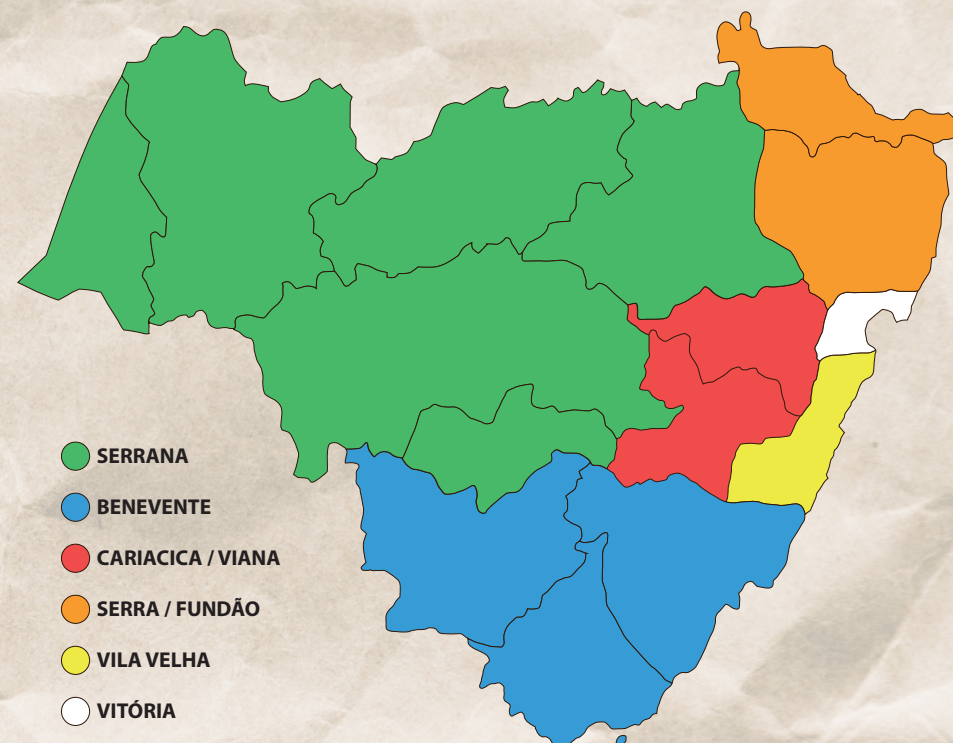 SERRANA
BENEVENTE
CARIACICA / VIANA
SERRA / FUNDÃO
VILA VELHA
VITÓRIA